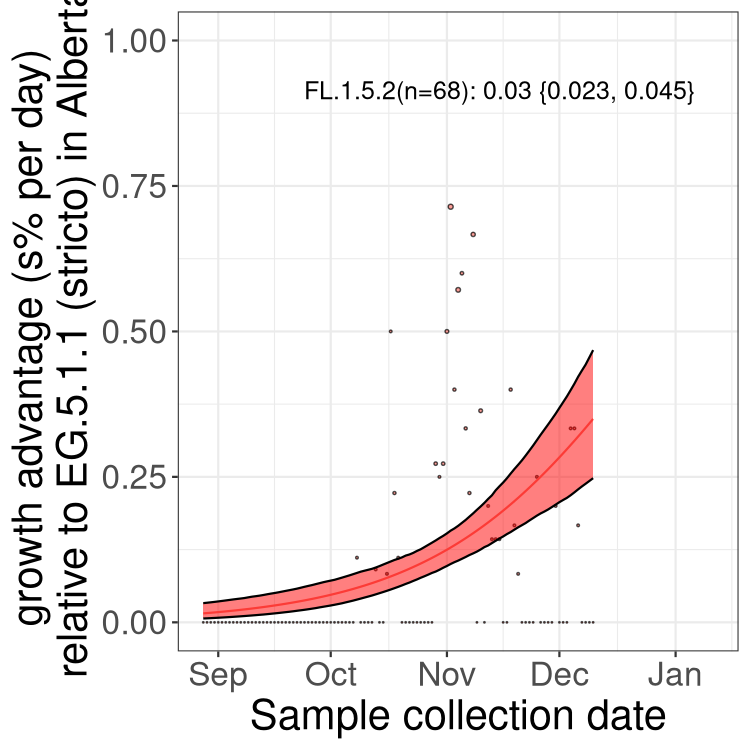 growth advantage (s% per day)
relative to EG.5.1.1 (stricto) in Alberta
1.00
FL.1.5.2(n=68): 0.03 {0.023, 0.045}
0.75
0.50
0.25
0.00
Sep Oct Nov Dec Jan
Sample collection date